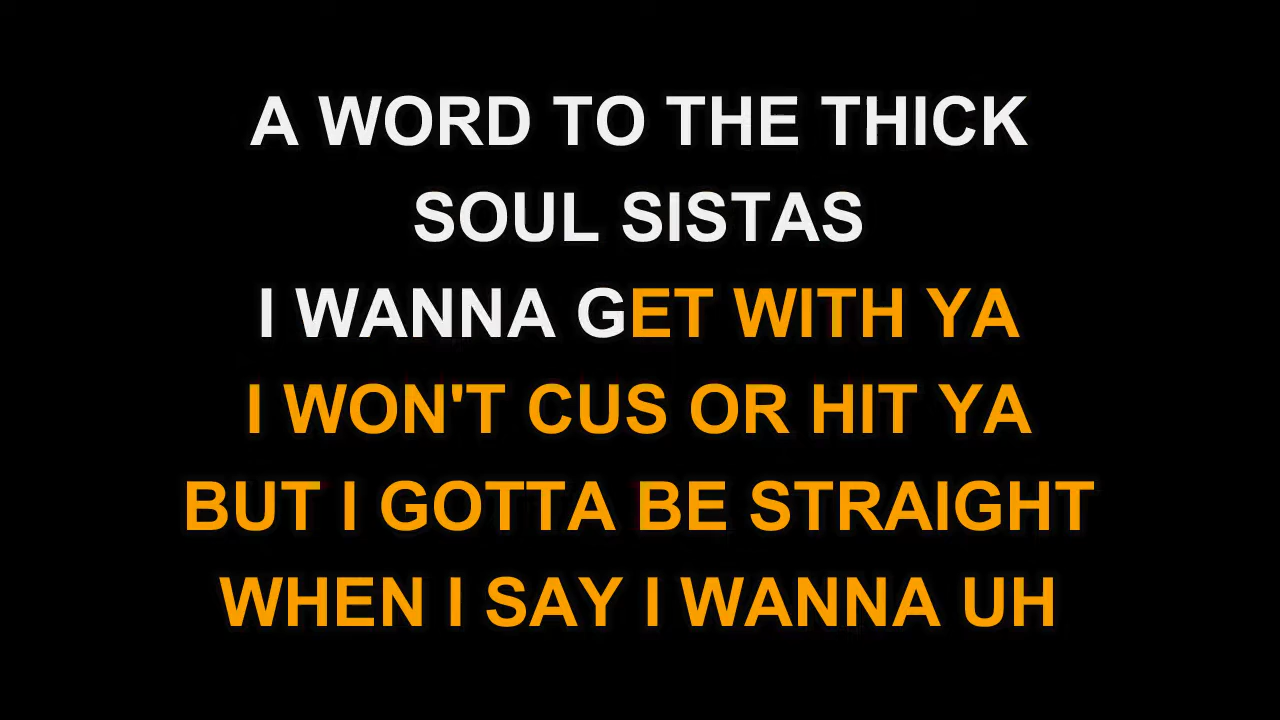 A WORD TO THE THICK
SOUL SISTAS
I WANNA GET WITH YA
I WON'T CUS OR HIT YA
BUT I GOTTA BE STRAIGHT
WHEN I SAY I WANNA UH